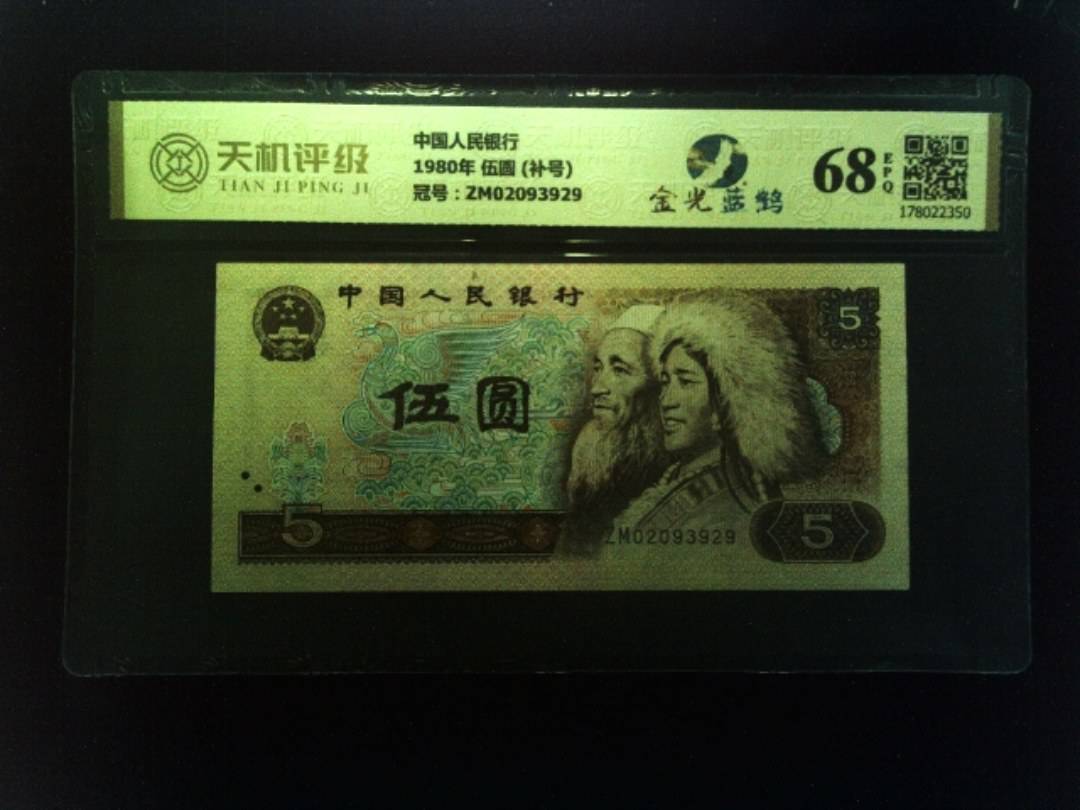 天机评级
TIAN JI PING JI
中国人民银行
1980年 伍圆 (补号)
冠号：ZM02093929
金光蓝鹤
68
EPQ
178022350
中国人民银行
5
伍圆
5
ZM02093929
5